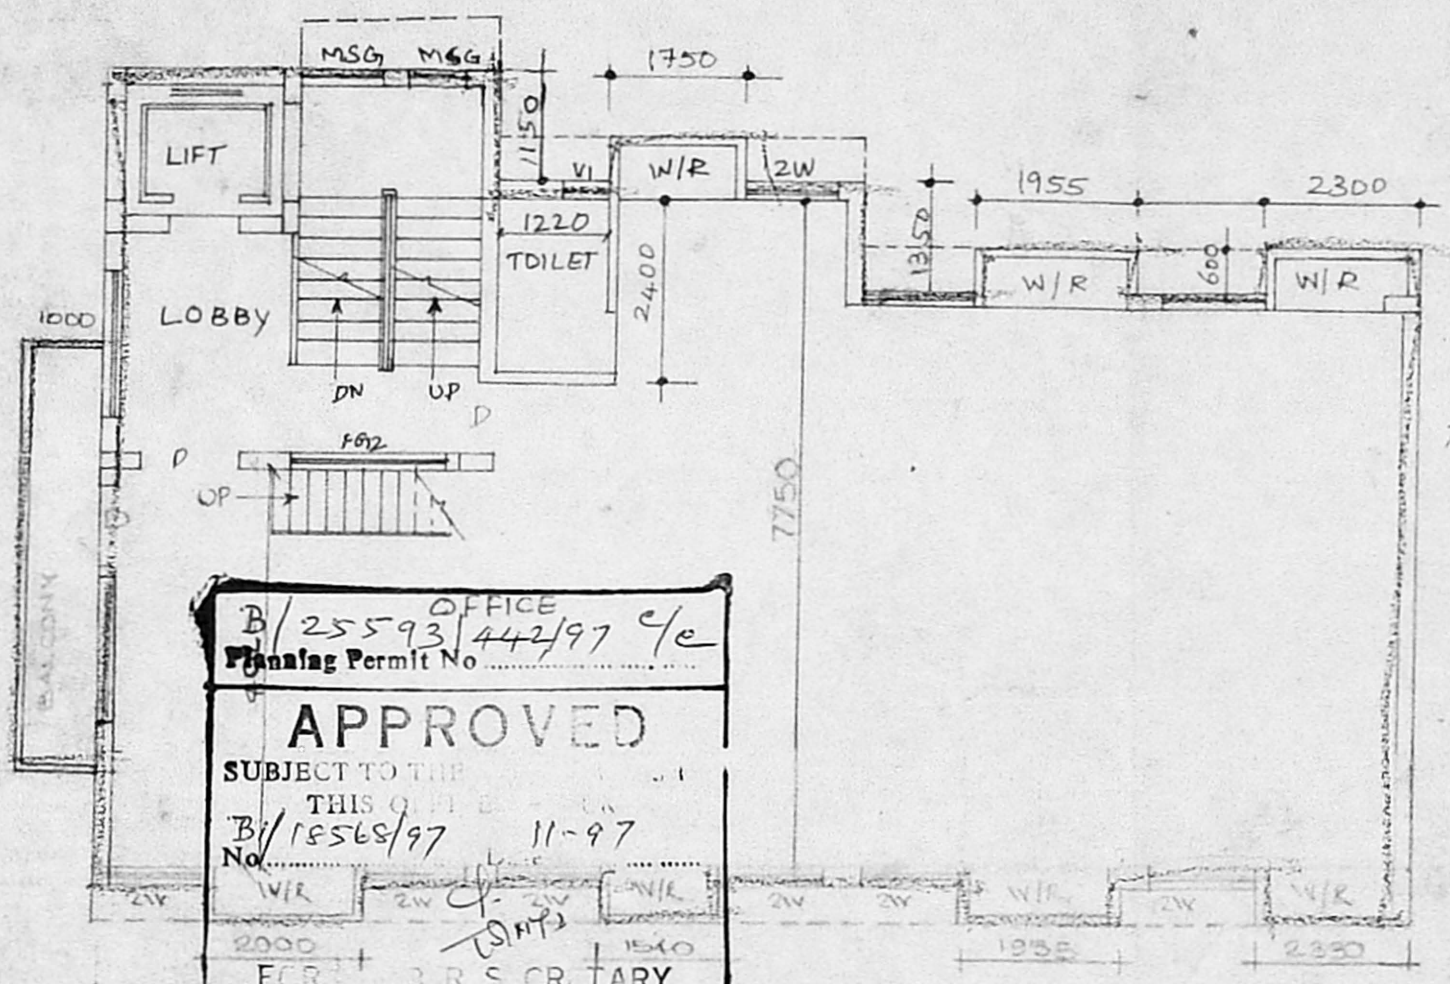 MSG MSG
1750
LIFT
1150
V1
W/R
2W
1955
2300
1220
TOILET
2400
1350
W/R
600
W/R
1000
LOBBY
DN
UP
D
D
UP
7750
BALCONY
OFFICE
B/25593/442/97 c/c
Planning Permit No
APPROVED
SUBJECT TO THE
THIS
B1/18568/97 11-97
No
2W
W/R
2W
2W
W/R
2W
2W
W/R
2W
W/R
2000
1540
1955
2330